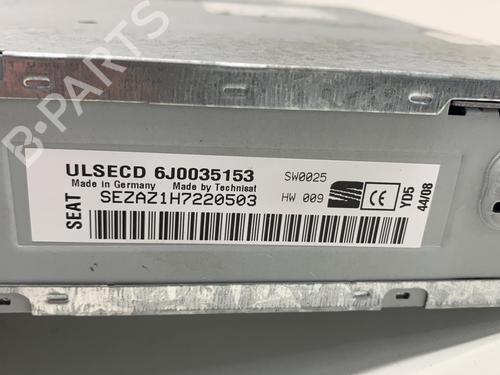 B-PARTS
ULSECD 6J0035153
Made in Germany Made by Technisat
SEZAZ1H7220503
SEAT
SW0025
HW 009
CE
YD5
44/08